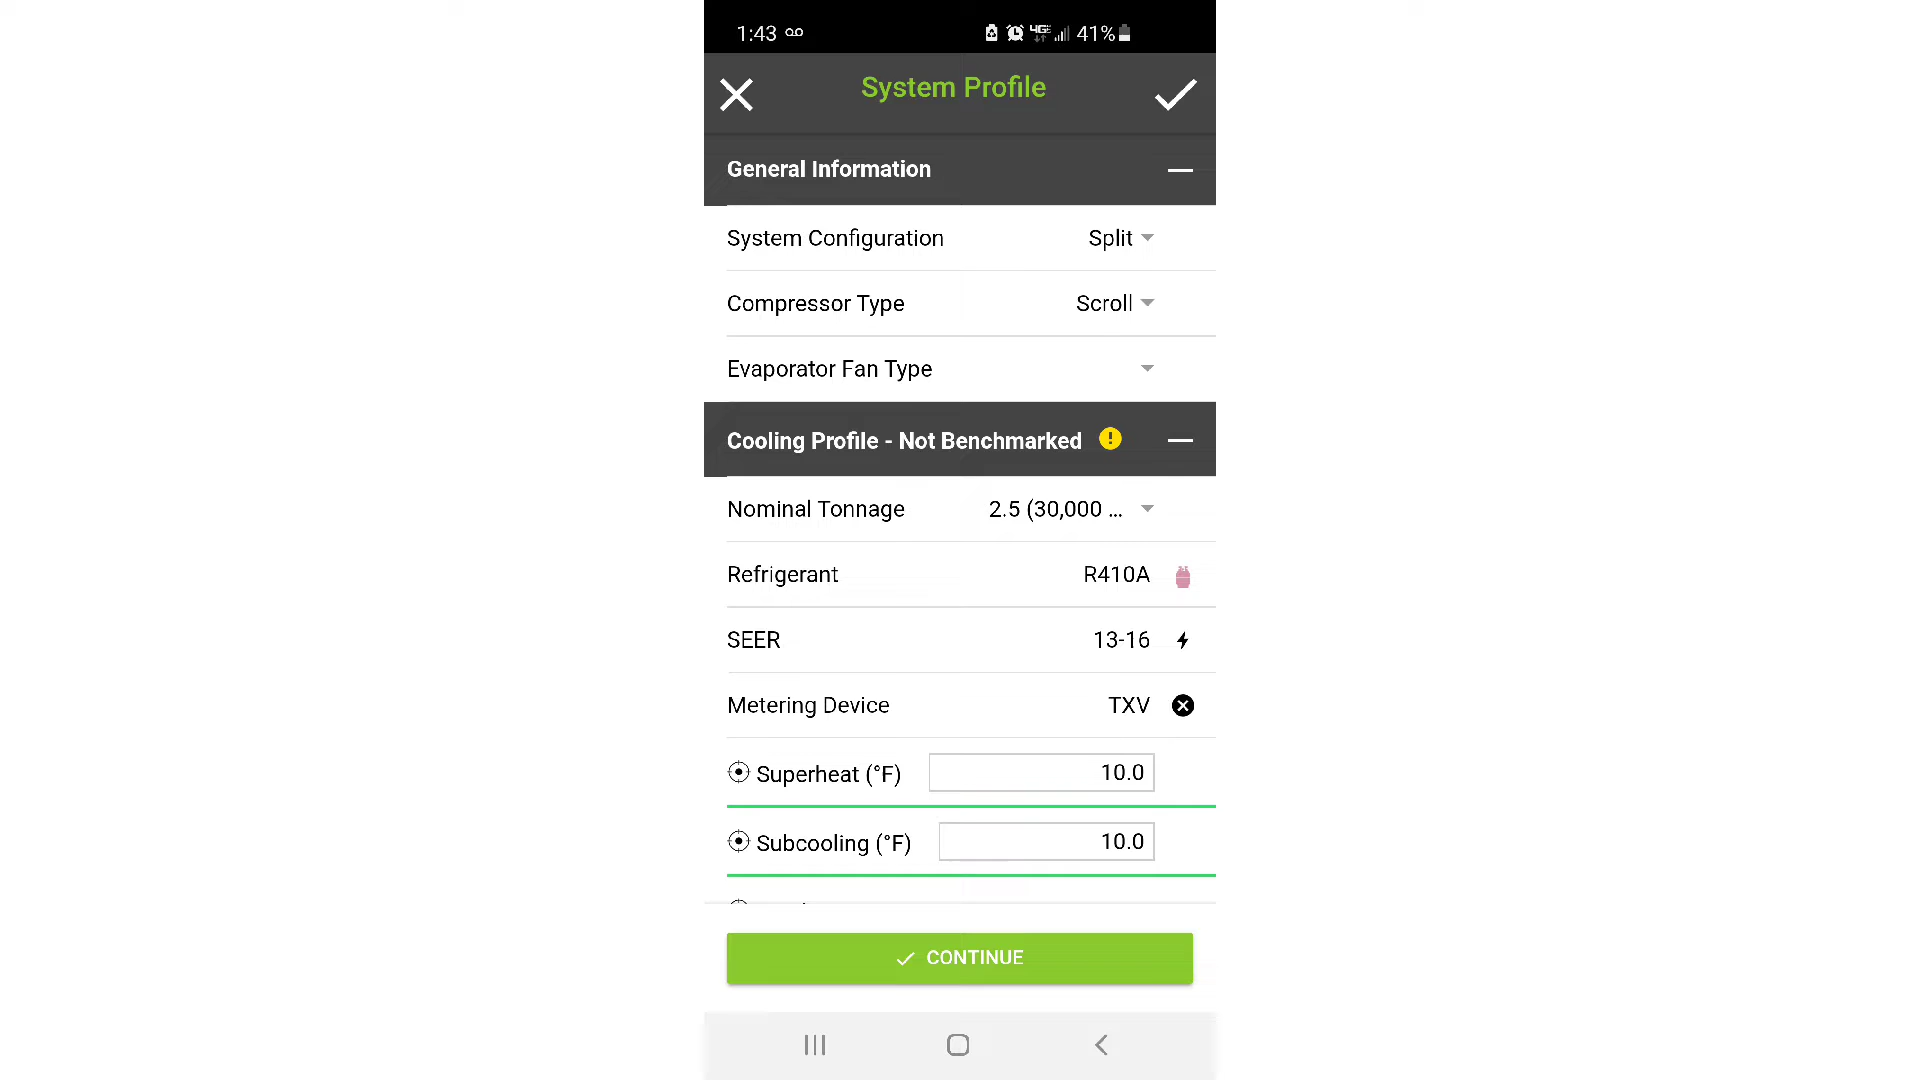 1:43
41%
System Profile
General Information
System Configuration Split
Compressor Type Scroll
Evaporator Fan Type
Cooling Profile - Not Benchmarked
Nominal Tonnage 2.5 (30,000 ...
Refrigerant R410A
SEER 13-16
Metering Device TXV
Superheat (°F) 10.0
Subcooling (°F) 10.0
CONTINUE